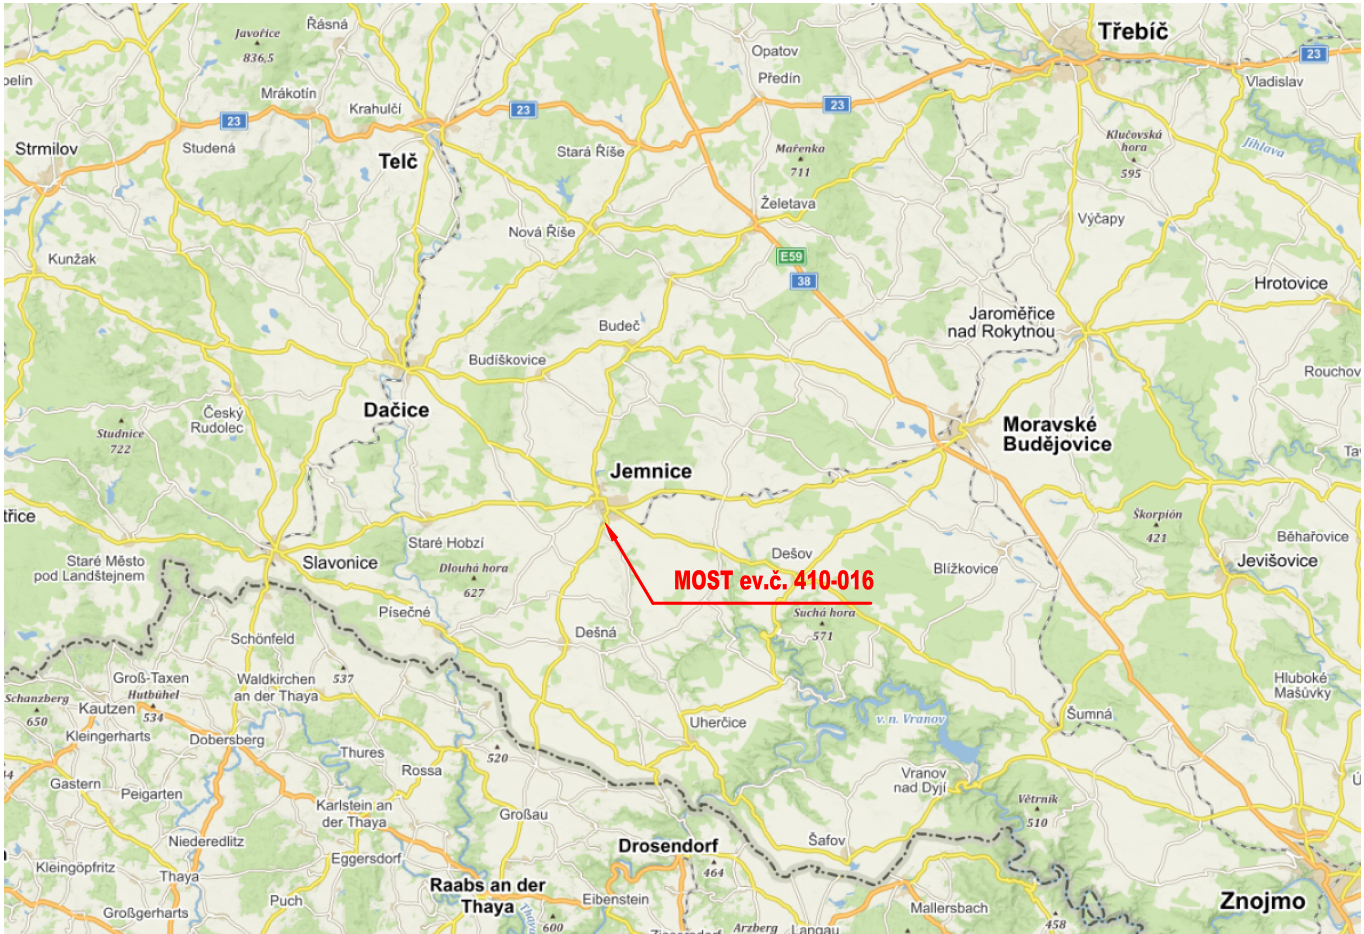 Řásná
Javořice
836,5
Opatov
Předín
Třebíč
23
Vladislav
Mrákotín
Krahulčí
23
23
23
Strmilov
Studená
Telč
Stará Říše
Mařenka
711
Klučovská
hora
595
Jihlava
Želetava
Výčapy
Nová Říše
Kunžak
E59
38
Hrotovice
Jaroměřice
nad Rokytnou
Budeč
Budíškovice
Dačice
Český
Rudolec
Studnice
722
Moravské
Budějovice
Jemnice
Škorpión
421
Běhařovice
Jevišovice
Staré Město
pod Landštejnem
Slavonice
Staré Hobzí
Dlouhá hora
627
Dešov
Blížkovice
MOST ev.č. 410-016
Suchá hora
571
Písečné
Dešná
Schönfeld
Waldkirchen
an der Thaya
537
Groß-Taxen
Hutbühel
534
Schanzberg
650
Kautzen
Kleingerharts
Dobersberg
Hluboké
Mašůvky
Šumná
v. n. Vranov
Uherčice
Thures
520
Rossa
Gastern
Peigarten
Vranov
nad Dyjí
Větrník
510
Karlstein an
der Thaya
Großau
Niederedlitz
Drosendorf
464
Šafov
Kleingöpfritz
Thaya
Eggersdorf
Raabs an der
Thaya
Puch
Eibenstein
Großgerharts
Thaya
600
Arzberg
Langau
Mallersbach
458
Znojmo